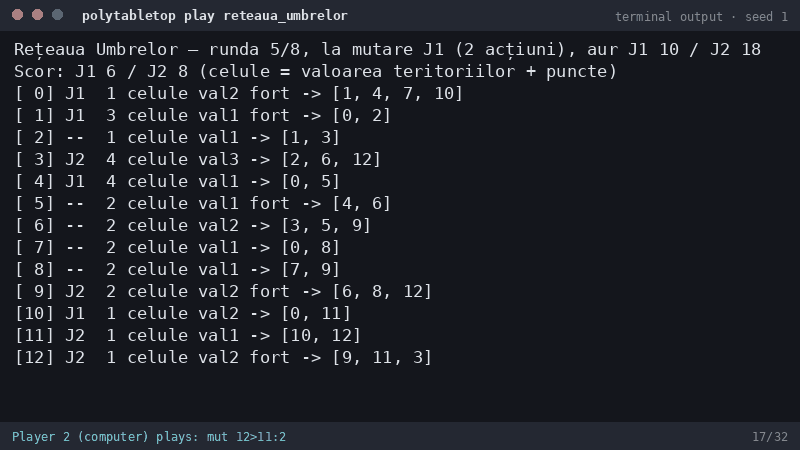 polytabletop play reteaua_umbrelor
terminal output · seed 1
Rețeaua Umbrelor — runda 5/8, la mutare J1 (2 acțiuni), aur J1 10 / J2 18
Scor: J1 6 / J2 8 (celule = valoarea teritoriilor + puncte)
[ 0] J1  1 celule val2 fort -> [1, 4, 7, 10]
[ 1] J1  3 celule val1 fort -> [0, 2]
[ 2] --  1 celule val1 -> [1, 3]
[ 3] J2  4 celule val3 -> [2, 6, 12]
[ 4] J1  4 celule val1 -> [0, 5]
[ 5] --  2 celule val1 fort -> [4, 6]
[ 6] --  2 celule val2 -> [3, 5, 9]
[ 7] --  2 celule val1 -> [0, 8]
[ 8] --  2 celule val1 -> [7, 9]
[ 9] J2  2 celule val2 fort -> [6, 8, 12]
[10] J1  1 celule val2 -> [0, 11]
[11] J2  1 celule val1 -> [10, 12]
[12] J2  1 celule val2 fort -> [9, 11, 3]
Player 2 (computer) plays: mut 12>11:2
17/32